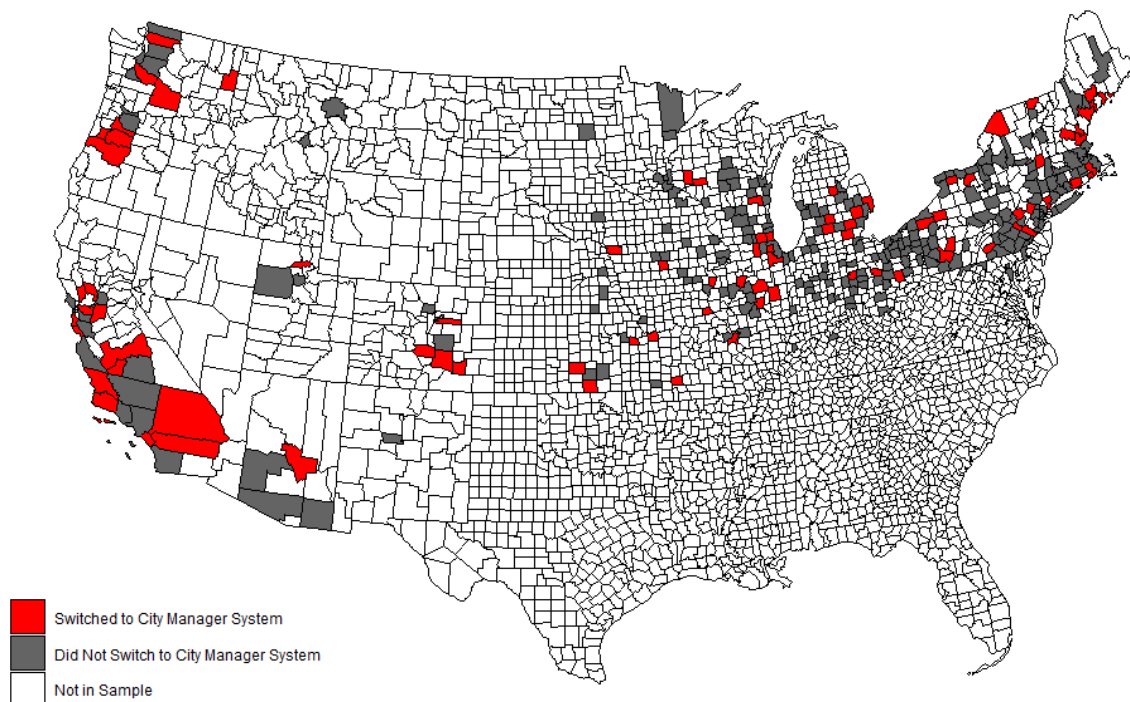 Switched to City Manager System
Did Not Switch to City Manager System
Not in Sample